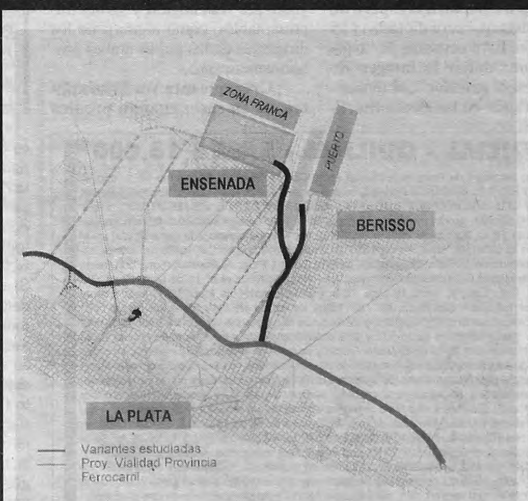 ZONA FRANCA
PUERTO
ENSENADA
BERISSO
LA PLATA
Variantes estudiadas
Proy. Vialidad Provincia
Ferrocarril